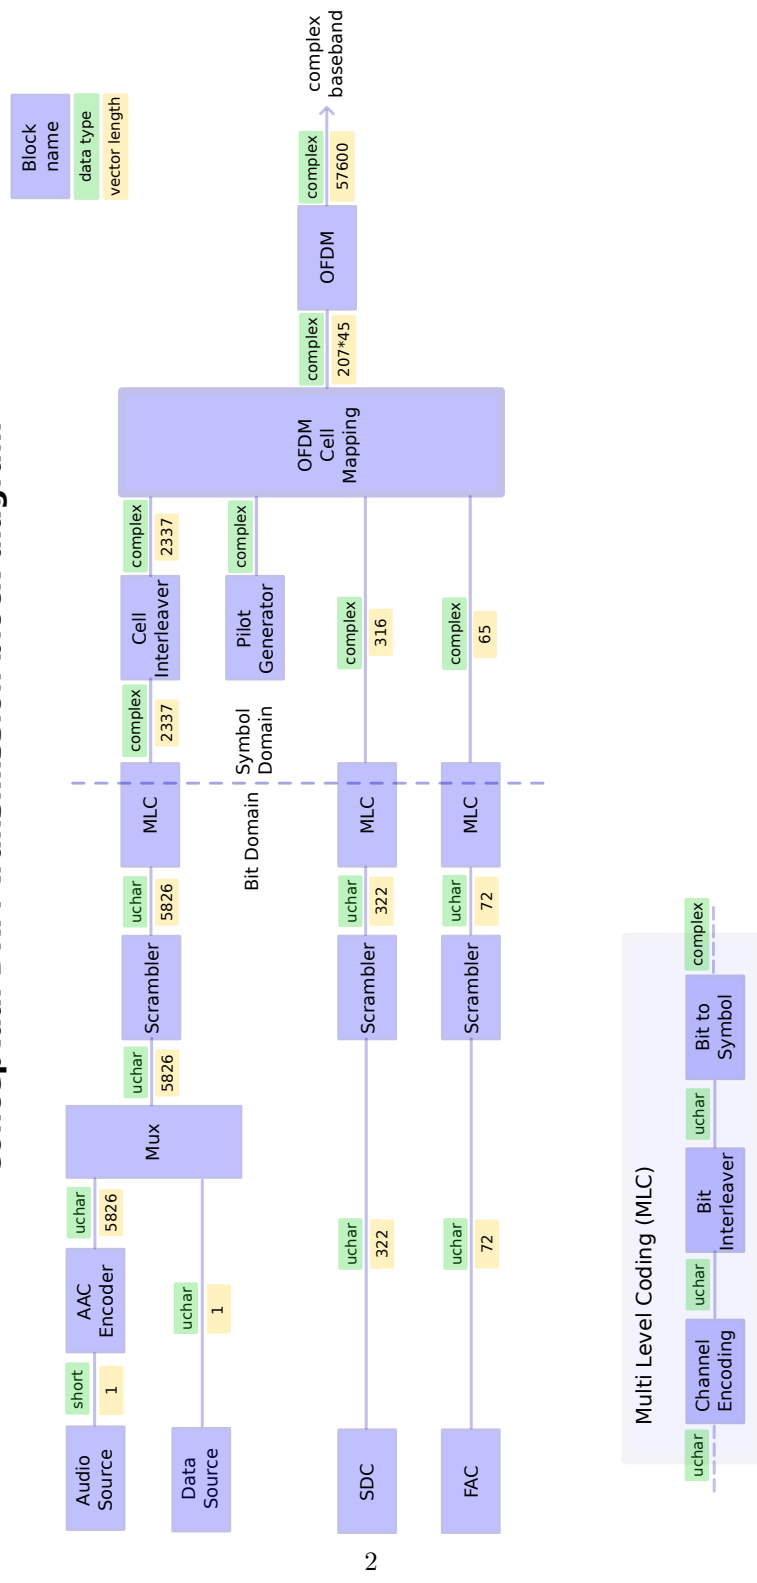 Block
name
data type
vector length
Audio
Source
short
1
AAC
Encoder
uchar
5826
Data
Source
uchar
1
Mux
uchar
5826
Scrambler
uchar
5826
MLC
complex
2337
Cell
Interleaver
complex
2337
Pilot
Generator
complex
Bit Domain
Symbol
Domain
SDC
uchar
322
Scrambler
uchar
322
MLC
complex
316
FAC
uchar
72
Scrambler
uchar
72
MLC
complex
65
OFDM
Cell
Mapping
complex
207*45
OFDM
complex
57600
complex
baseband
Multi Level Coding (MLC)
uchar
Channel
Encoding
uchar
Bit
Interleaver
uchar
Bit to
Symbol
complex
2